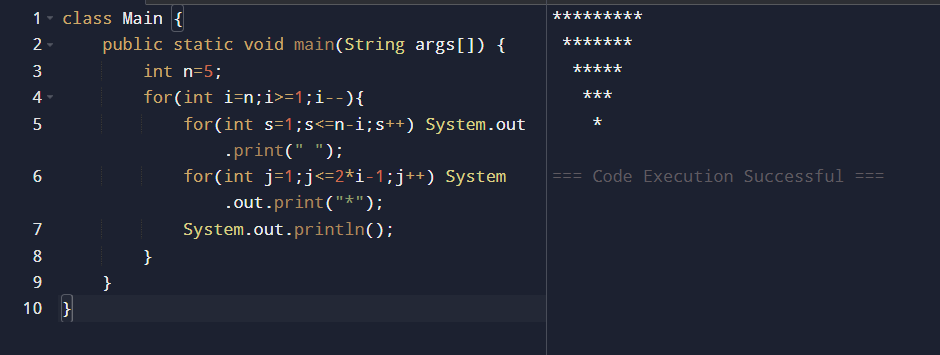 1 class Main {
2     public static void main(String args[]) {
3         int n=5;
4         for(int i=n;i>=1;i--){
5             for(int s=1;s<=n-i;s++) System.out
                .print(" ");
6             for(int j=1;j<=2*i-1;j++) System
                .out.print("*");
7             System.out.println();
8         }
9     }
10 }
*********
 *******
  *****
   ***
    *
=== Code Execution Successful ===